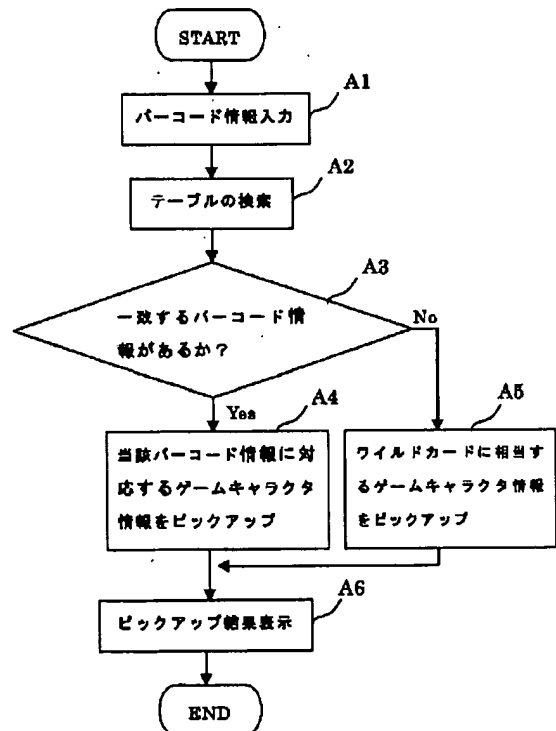 START
A1
バーコード情報入力
A2
テーブルの検索
A3
一致するバーコード情
報があるか?
No
Yes
A4
当該バーコード情報に対
応するゲームキャラクタ
情報をピックアップ
A5
ワイルドカードに相当す
るゲームキャラクタ情報
をピックアップ
A6
ピックアップ結果表示
END